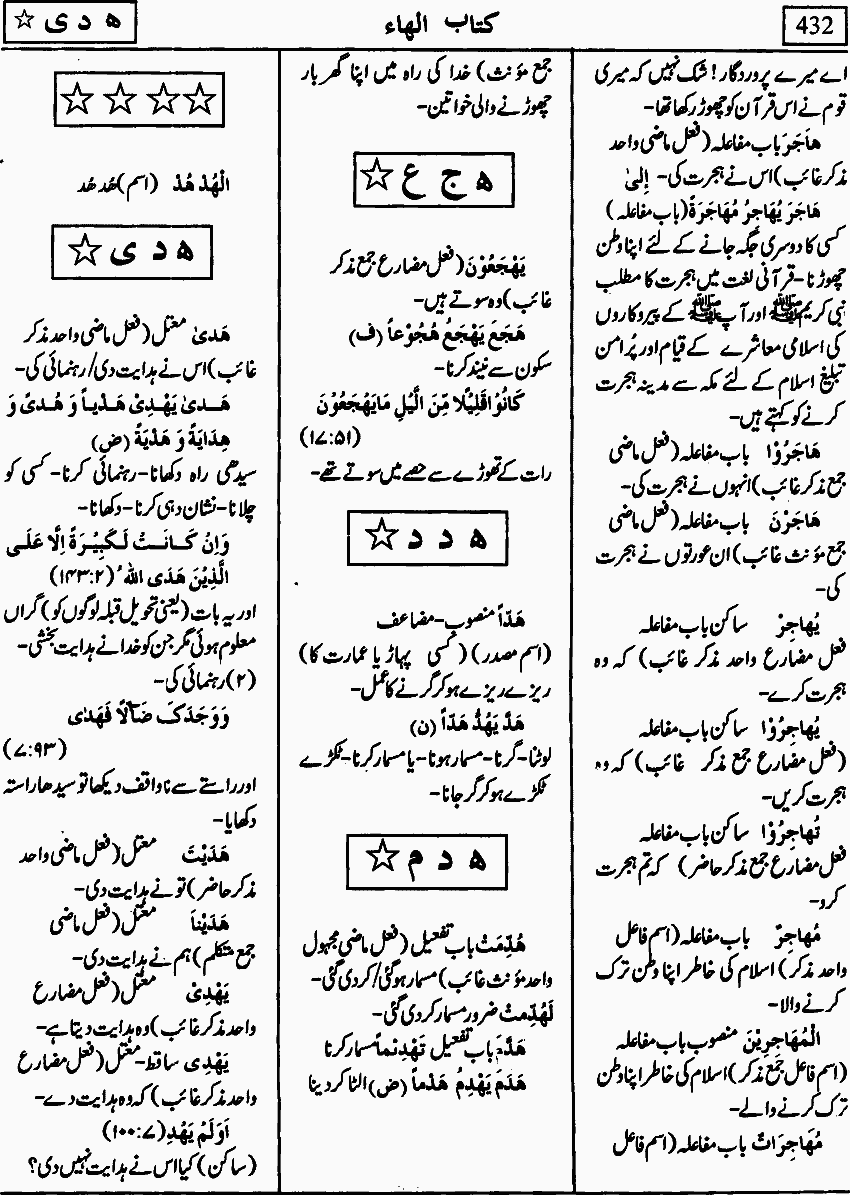 432
کتاب الھاء
ھ د ی ☆
اے میرے پروردگار! شک نہیں کہ میری
قوم نے اس قرآن کو چھوڑ رکھا تھا-
ھَاجَرَ باب مفاعلہ (فعل ماضی واحد
مذکر غائب) اس نے ہجرت کی- اِلیٰ
ھَاجَرَ یُھَاجِرُ مُھَاجَرَۃً (باب مفاعلہ)
کسی کا دوسری جگہ جانے کے لئے اپنا وطن
چھوڑنا- قرآنی لغت میں ہجرت کا مطلب
نبی کریم ﷺ اور آپ ﷺ کے پیروکاروں
کی اسلامی معاشرے کے قیام اور پُرامن
تبلیغ اسلام کے لئے مکہ سے مدینہ ہجرت
کرنے کو کہتے ہیں-
ھَاجَرُوْا باب مفاعلہ (فعل ماضی
جمع مذکر غائب) انہوں نے ہجرت کی-
ھَاجَرْنَ باب مفاعلہ (فعل ماضی
جمع مؤنث غائب) ان عورتوں نے ہجرت
کی-
یُھَاجِرْ ساکن باب مفاعلہ
فعل مضارع واحد مذکر غائب) کہ وہ
ہجرت کرے-
یُھَاجِرُوْا ساکن باب مفاعلہ
(فعل مضارع جمع مذکر غائب) کہ وہ
ہجرت کریں-
تُھَاجِرُوْا ساکن باب مفاعلہ
فعل مضارع جمع مذکر حاضر) کہ تم ہجرت
کرو-
مُھَاجِرٌ باب مفاعلہ (اسم فاعل
واحد مذکر) اسلام کی خاطر اپنا وطن ترک
کرنے والا-
الْمُھَاجِرِیْنَ منصوب باب مفاعلہ
(اسم فاعل جمع مذکر) اسلام کی خاطر اپنا وطن
ترک کرنے والے-
مُھَاجِرَاتٌ باب مفاعلہ (اسم فاعل
جمع مؤنث) خدا کی راہ میں اپنا گھر بار
چھوڑنے والی خواتین-
ھ ج ع ☆
یَھْجَعُوْنَ (فعل مضارع جمع مذکر
غائب) وہ سوتے ہیں-
ھَجَعَ یَھْجَعُ ھُجُوْعاً (ف)
سکون سے نیند کرنا-
کَانُوْا قَلِیْلًا مِّنَ الَّیْلِ مَا یَھْجَعُوْنَ
(۱۷:۵۱)
رات کے تھوڑے سے حصے میں سوتے تھے-
ھ د د ☆
ھَدّاً منصوب- مضاعف
(اسم مصدر) (کسی پہاڑ یا عمارت کا)
ریزے ریزے ہوکر گرنے کا عمل-
ھَدَّ یَھُدُّ ھَدّاً (ن)
لوٹنا- گرنا- مسمار ہونا- یا مسمار کرنا- ٹکڑے
ٹکڑے ہو کر گر جانا-
ھ د م ☆
ھُدِّمَتْ باب تفعیل (فعل ماضی مجہول
واحد مؤنث غائب) مسمار ہوگئی/کردی گئی-
لَھُدِّمَتْ ضرور مسمار کردی گئی-
ھَدَّمَ باب تفعیل تَھْدِیْماً مسمار کرنا
ھَدَمَ یَھْدِمُ ھَدْماً (ض) الٹا کر دینا
☆ ☆ ☆ ☆
الْھُدْ ھُدْ (اسم) ھُدھُد
ھ د ی ☆
ھَدیٰ معتل (فعل ماضی واحد مذکر
غائب) اس نے ہدایت دی/رہنمائی کی-
ھَدیٰ یَھْدِیْ ھَدْیاً وَ ھُدیً وَ
ھِدَایَۃً وَ ھَدْیَۃً (ض)
سیدھی راہ دکھانا- رہنمائی کرنا- کسی کو
چلانا- نشان دہی کرنا- دکھانا-
وَاِنْ کَانَتْ لَکَبِیْرَۃً اِلَّا عَلَی
الَّذِیْنَ ھَدَی اللّٰہُ (۱۴۳:۲)
اور یہ بات (یعنی تحویل قبلہ لوگوں کو) گراں
معلوم ہوئی مگر جن کو خدا نے ہدایت بخشی-
(۲) رہنمائی کی-
وَوَجَدَکَ ضَآلًا فَھَدٰی
(۷:۹۳)
اور راستے سے ناواقف دیکھا تو سیدھا راستہ
دکھایا-
ھَدَیْتَ معتل (فعل ماضی واحد
مذکر حاضر) تو نے ہدایت دی-
ھَدَیْنَا معتل (فعل ماضی
جمع متکلم) ہم نے ہدایت دی-
یَھْدِیْ معتل (فعل مضارع
واحد مذکر غائب) وہ ہدایت دیتا ہے-
یَھْدِی ساقط- معتل (فعل مضارع
واحد مذکر غائب) کہ وہ ہدایت دے-
اَوَلَمْ یَھْدِ (۱۰۰:۷)
(ساکن) کیا اس نے ہدایت نہیں دی؟